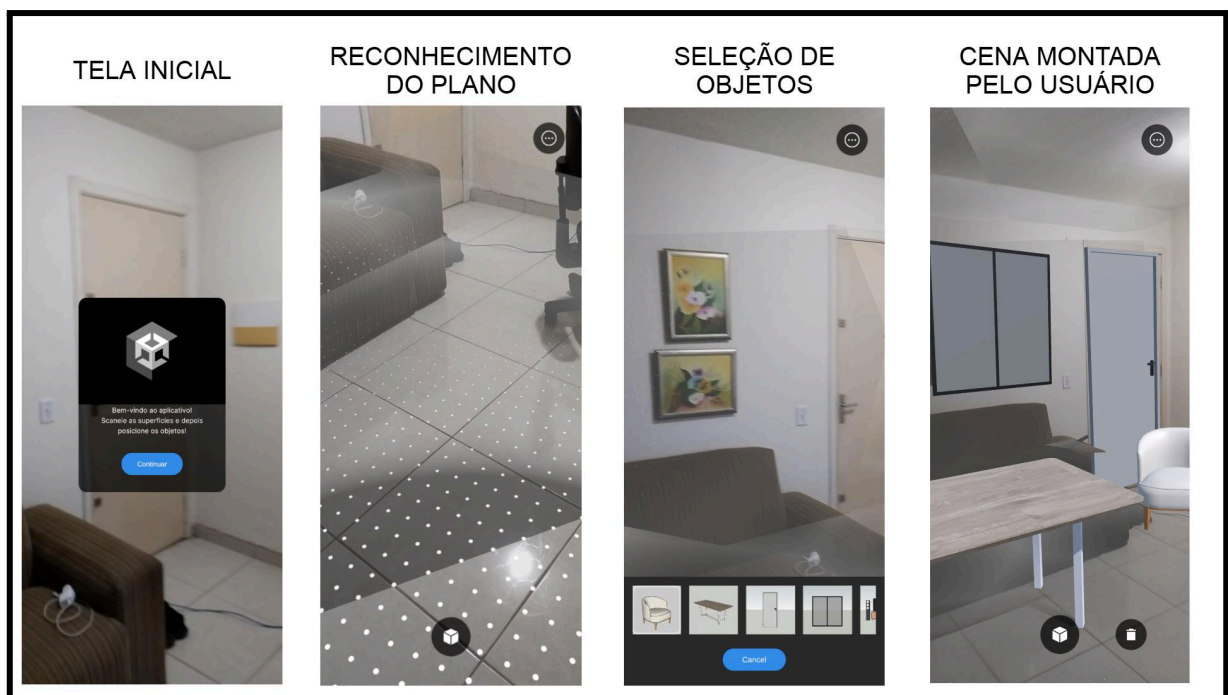 TELA INICIAL
RECONHECIMENTO
DO PLANO
SELEÇÃO DE
OBJETOS
CENA MONTADA
PELO USUÁRIO
Bem-vindo ao aplicativo!
Scaneie as superfícies e depois
posicione os objetos!
Continuar
Cancel